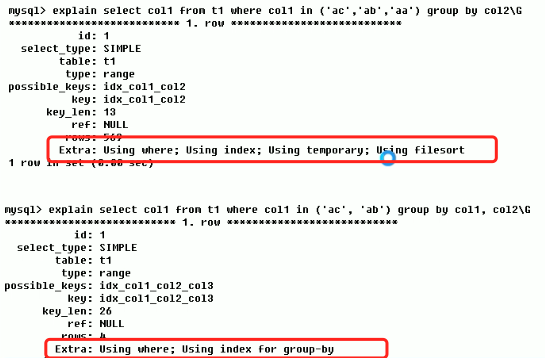 mysql> explain select col1 from t1 where col1 in ('ac','ab','aa') group by col2\G
*************************** 1. row ***************************
id: 1
select_type: SIMPLE
table: t1
type: range
possible_keys: idx_col1_col2
key: idx_col1_col2
key_len: 13
ref: NULL
rows: 569
Extra: Using where; Using index; Using temporary; Using filesort
1 row in set (0.00 sec)
mysql> explain select col1 from t1 where col1 in ('ac', 'ab') group by col1, col2\G
*************************** 1. row ***************************
id: 1
select_type: SIMPLE
table: t1
type: range
possible_keys: idx_col1_col2_col3
key: idx_col1_col2_col3
key_len: 26
ref: NULL
rows: 4
Extra: Using where; Using index for group-by